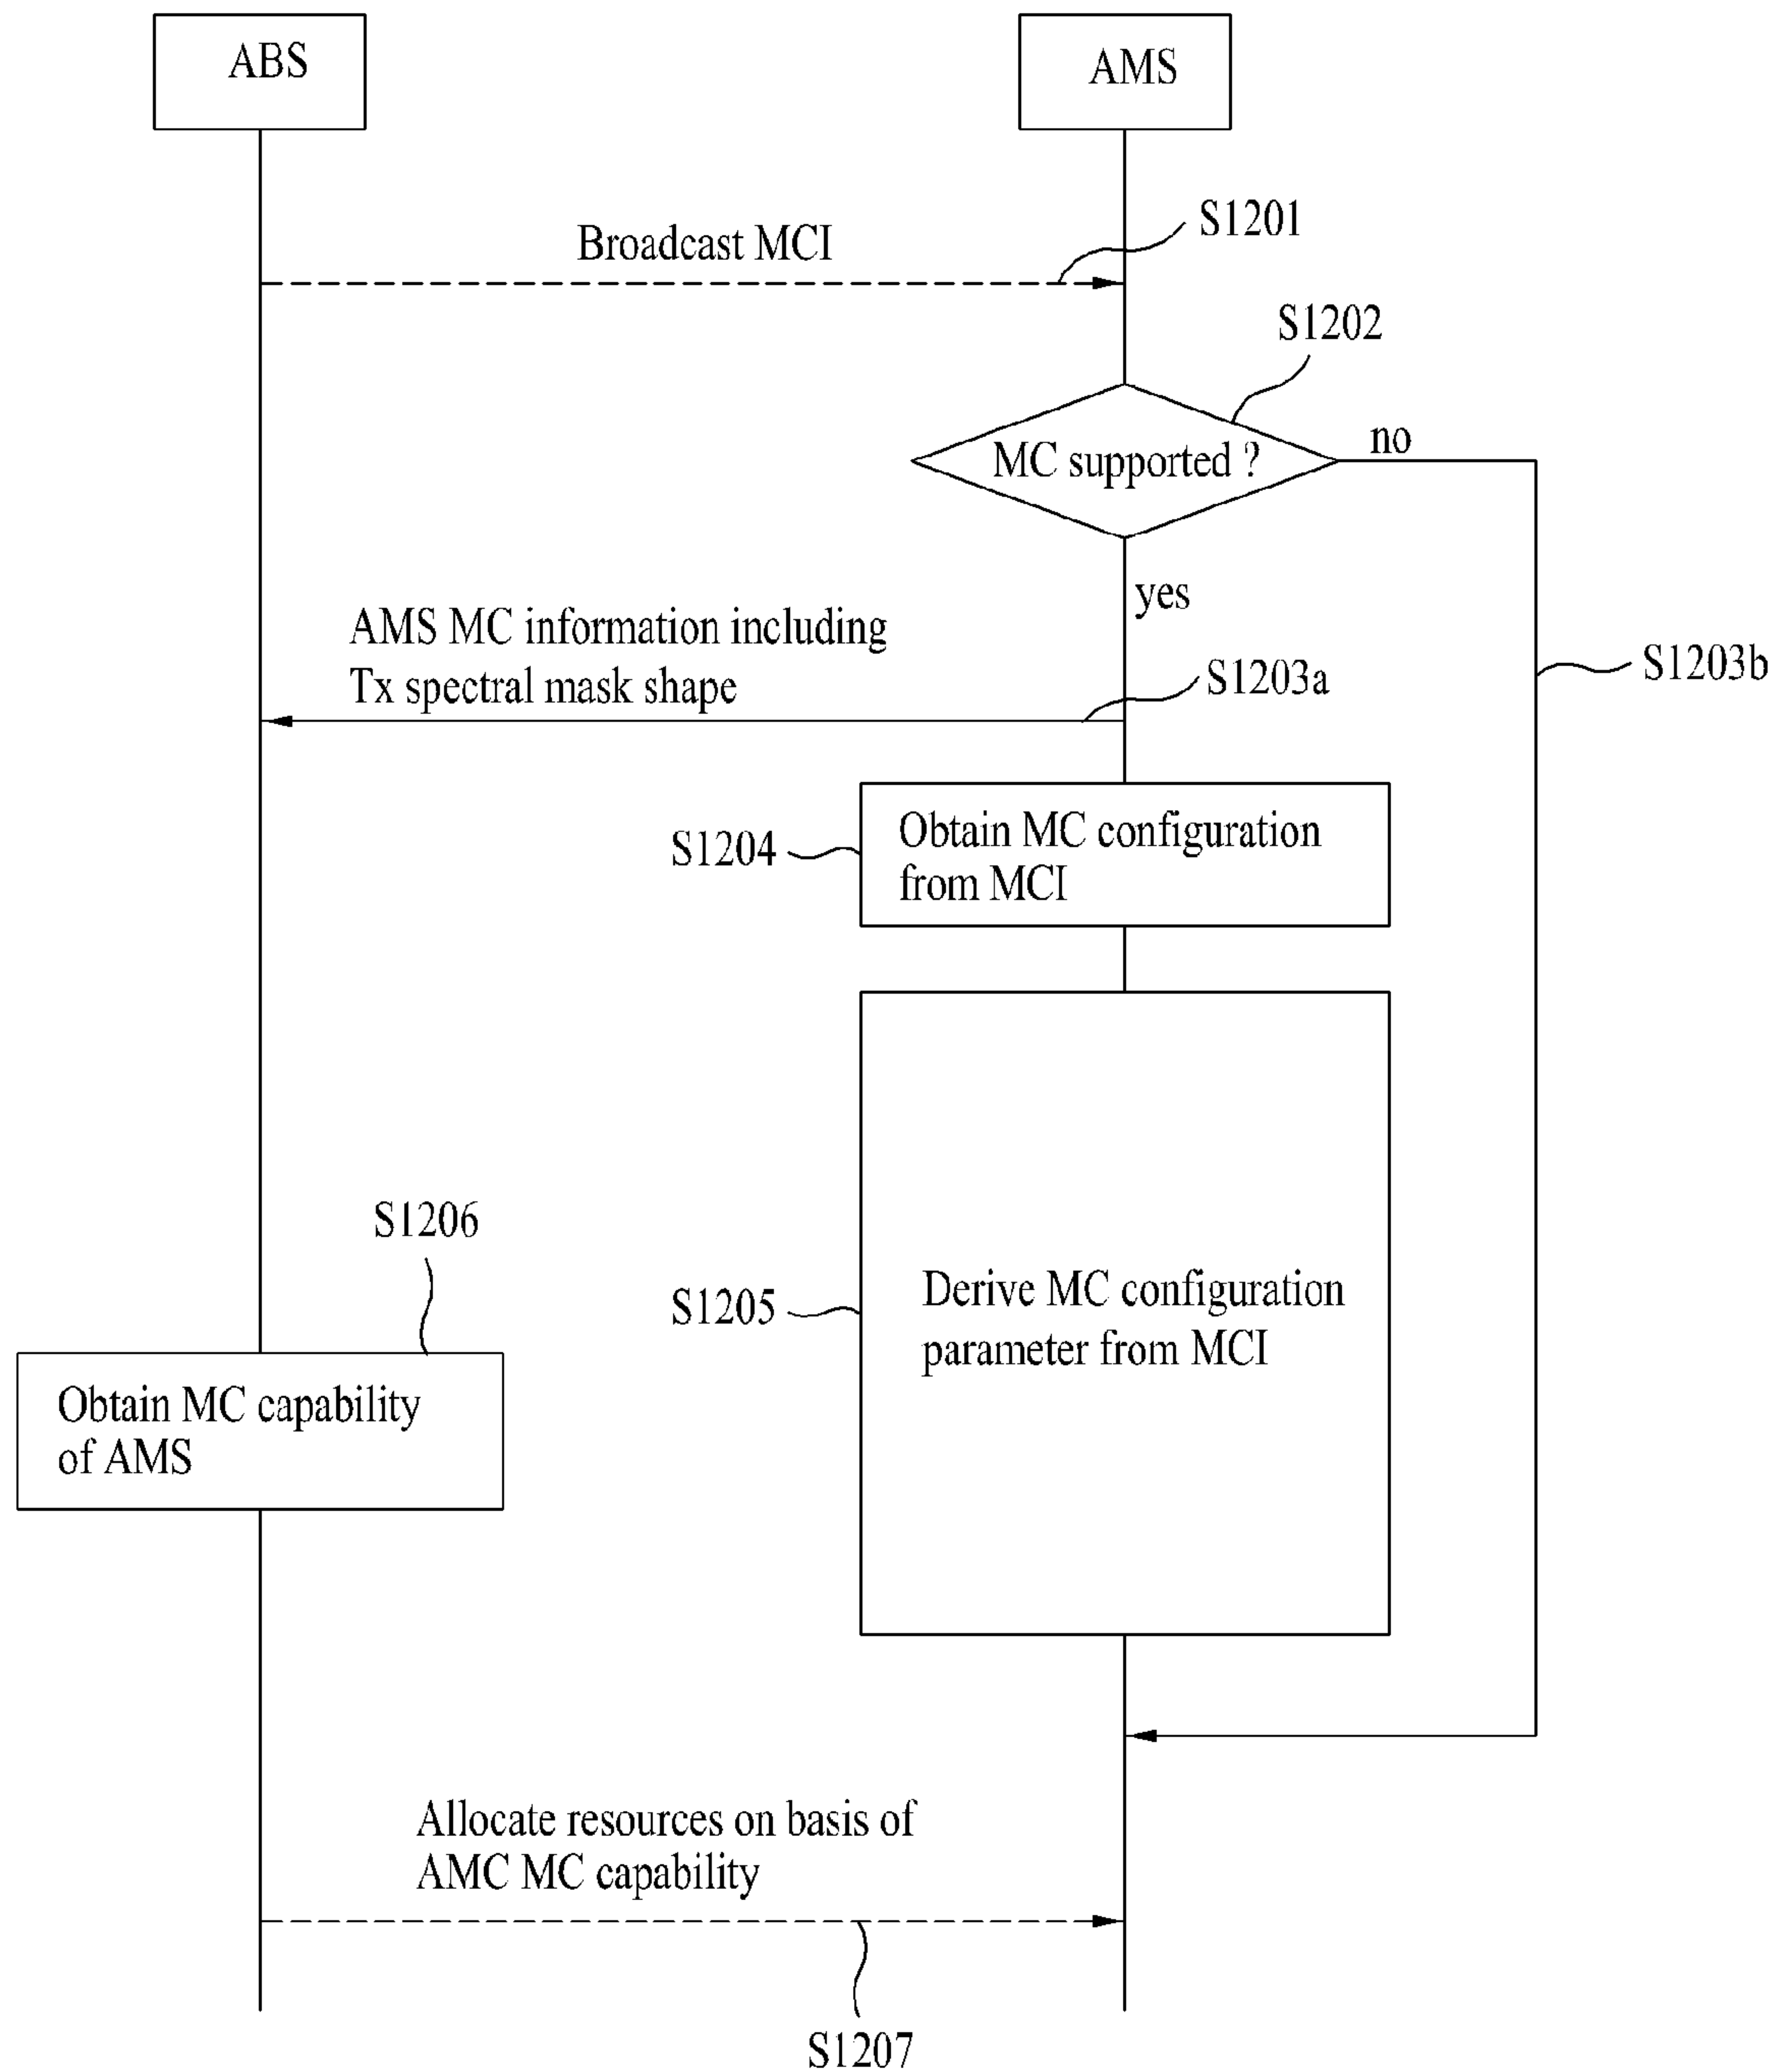 ABS
AMS
Broadcast MCI
S1201
S1202
MC supported ?
no
yes
AMS MC information including
Tx spectral mask shape
S1203a
S1203b
S1204
Obtain MC configuration
from MCI
S1206
S1205
Derive MC configuration
parameter from MCI
Obtain MC capability
of AMS
Allocate resources on basis of
AMC MC capability
S1207